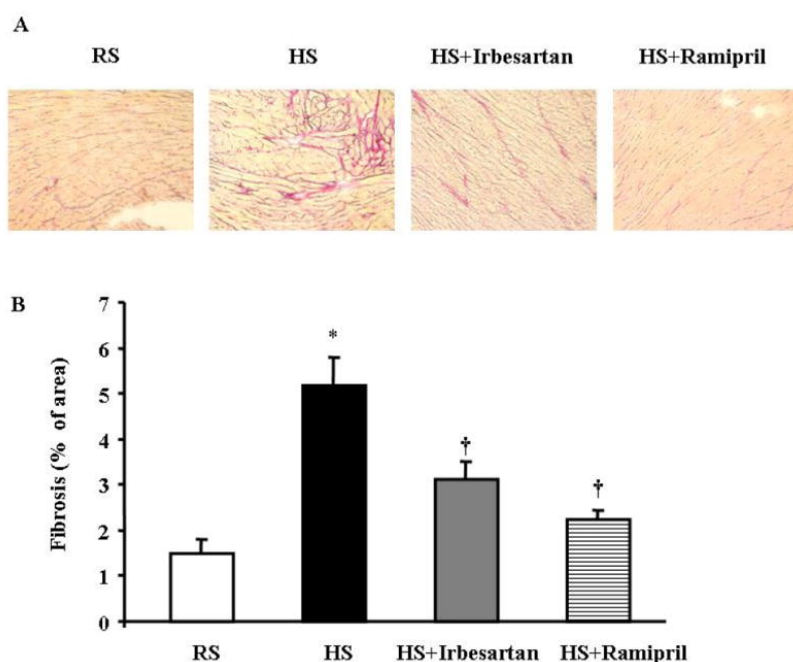 A
RS HS HS+Irbesartan HS+Ramipril
B
Fibrosis (% of area)
7
6
5
4
3
2
1
0
*
†
†
RS HS HS+Irbesartan HS+Ramipril